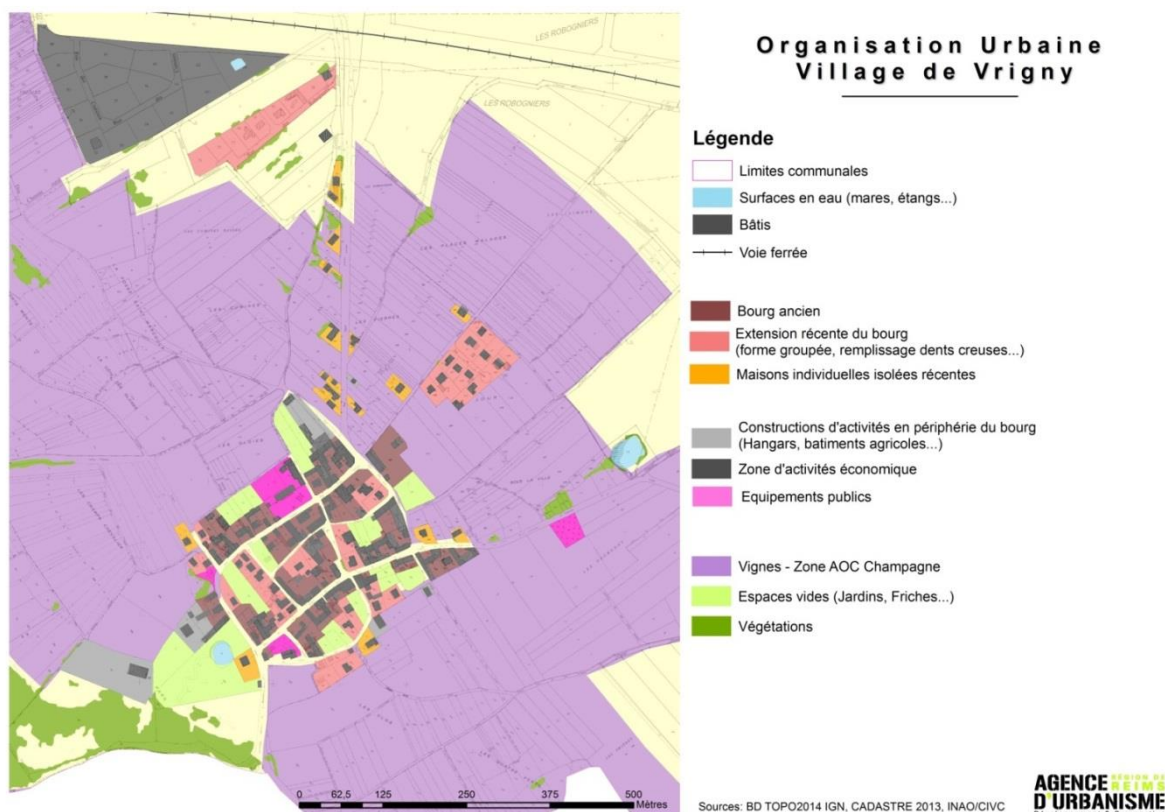 Organisation Urbaine
Village de Vrigny
Légende
Limites communales
Surfaces en eau (mares, étangs...)
Bâtis
Voie ferrée
Bourg ancien
Extension récente du bourg
(forme groupée, remplissage dents creuses...)
Maisons individuelles isolées récentes
Constructions d'activités en périphérie du bourg
(Hangars, batiments agricoles...)
Zone d'activités économique
Equipements publics
Vignes - Zone AOC Champagne
Espaces vides (Jardins, Friches...)
Végétations
LES ROBOGNIERS
LES ROBOGNIERS
0 62,5 125 250 375 500
Mètres
Sources: BD TOPO2014 IGN, CADASTRE 2013, INAO/CIVC
AGENCE RÉGION DE REIMS
D'URBANISME